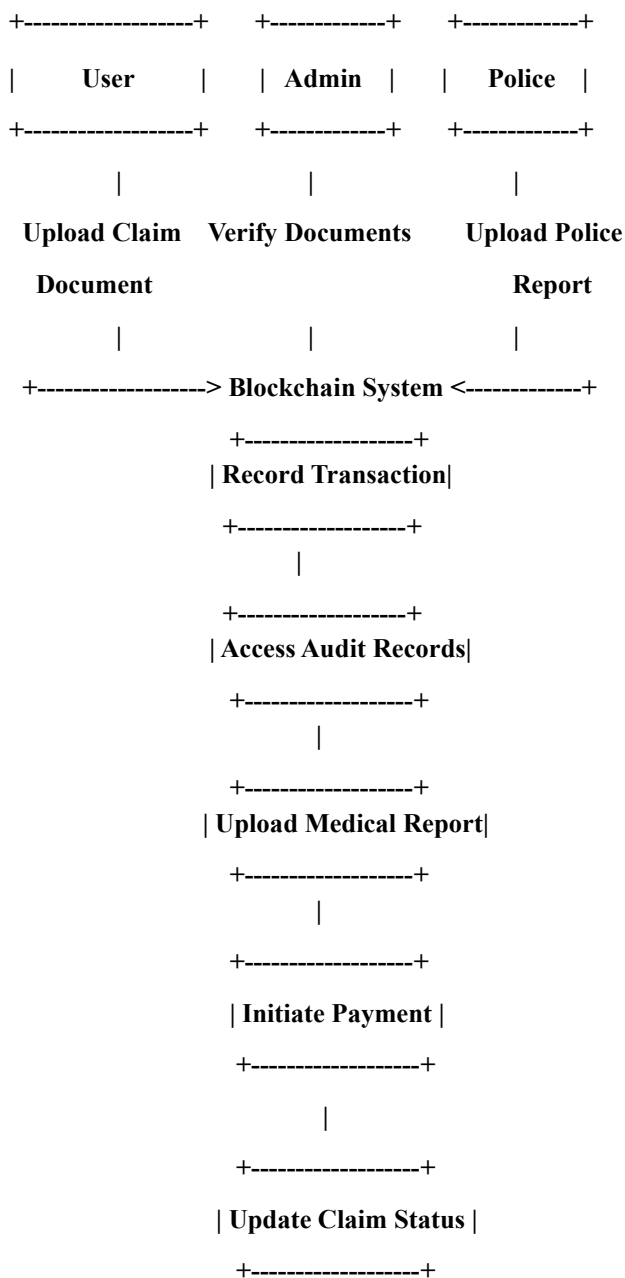 +-------------------+ +-------------+ +-------------+
| User | | Admin | | Police |
+-------------------+ +-------------+ +-------------+
| | |
Upload Claim Verify Documents Upload Police
Document Report
| | |
+-------------------> Blockchain System <-------------+
+-------------------+
| Record Transaction|
+-------------------+
|
+-------------------+
| Access Audit Records|
+-------------------+
|
+-------------------+
| Upload Medical Report|
+-------------------+
|
+-------------------+
| Initiate Payment |
+-------------------+
|
+-------------------+
| Update Claim Status |
+-------------------+